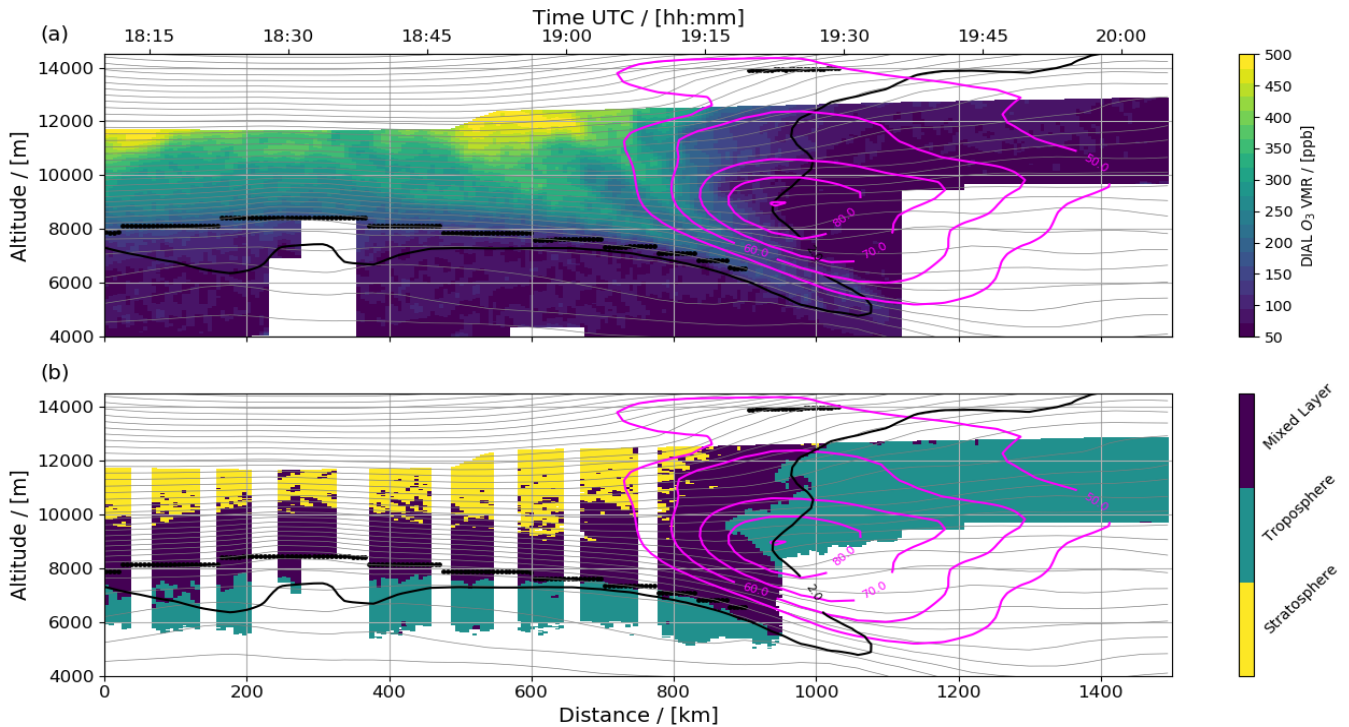 Time UTC / [hh:mm]
(a)
18:15 18:30 18:45 19:00 19:15 19:30 19:45 20:00
14000
12000
10000
8000
6000
4000
Altitude / [m]
50.0
80.0
70.0
50.0
500
450
400
350
300
250
200
150
100
50
DIAL O3 VMR / [ppb]
(b)
14000
12000
10000
8000
6000
4000
Altitude / [m]
80.0
70.0
60.0
2.0
0 200 400 600 800 1000 1200 1400
Distance / [km]
Mixed Layer
Troposphere
Stratosphere